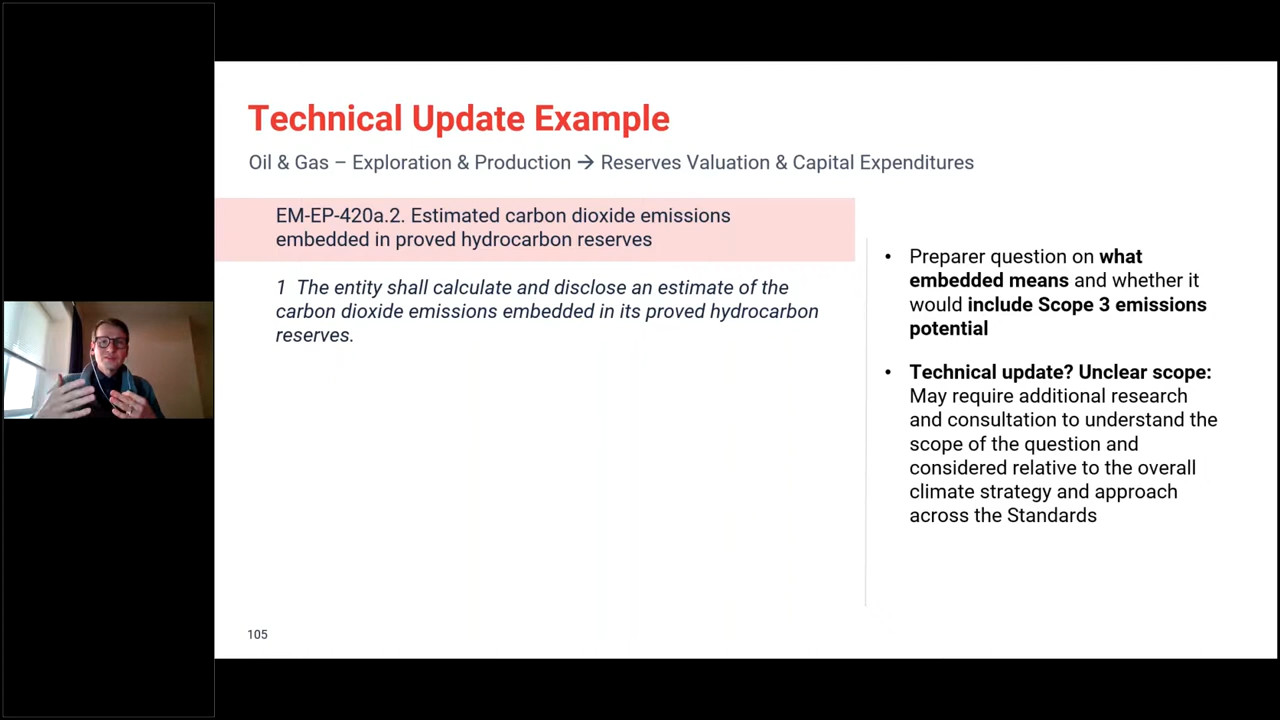 Technical Update Example
Oil & Gas – Exploration & Production → Reserves Valuation & Capital Expenditures
EM-EP-420a.2. Estimated carbon dioxide emissions
embedded in proved hydrocarbon reserves
1 The entity shall calculate and disclose an estimate of the
carbon dioxide emissions embedded in its proved hydrocarbon
reserves.
• Preparer question on what
embedded means and whether it
would include Scope 3 emissions
potential
• Technical update? Unclear scope:
May require additional research
and consultation to understand the
scope of the question and
considered relative to the overall
climate strategy and approach
across the Standards
105